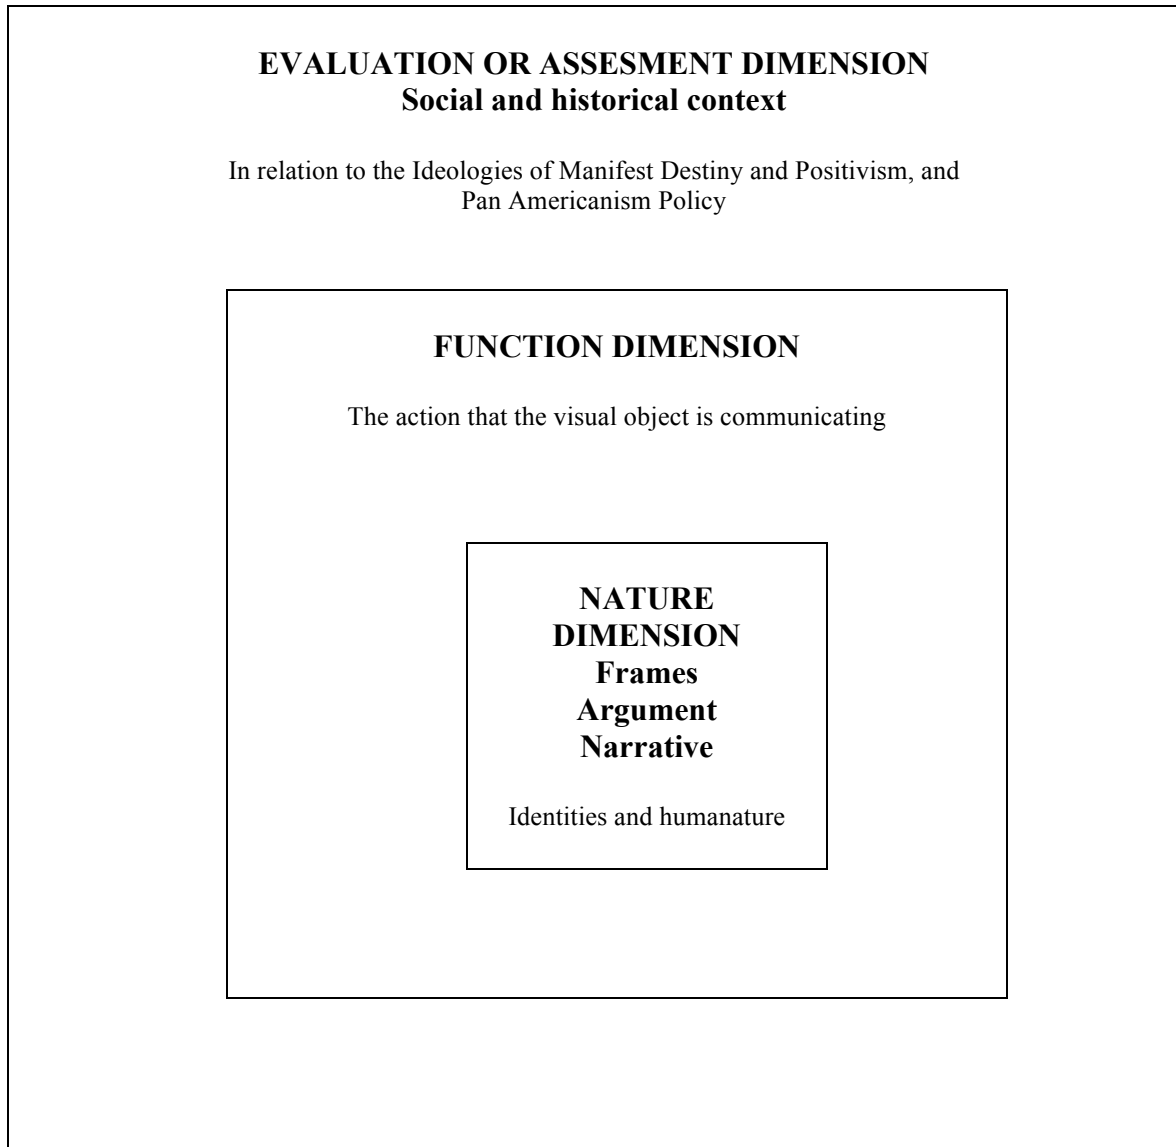 EVALUATION OR ASSESMENT DIMENSION
Social and historical context
In relation to the Ideologies of Manifest Destiny and Positivism, and
Pan Americanism Policy
FUNCTION DIMENSION
The action that the visual object is communicating
NATURE
DIMENSION
Frames
Argument
Narrative
Identities and humanature